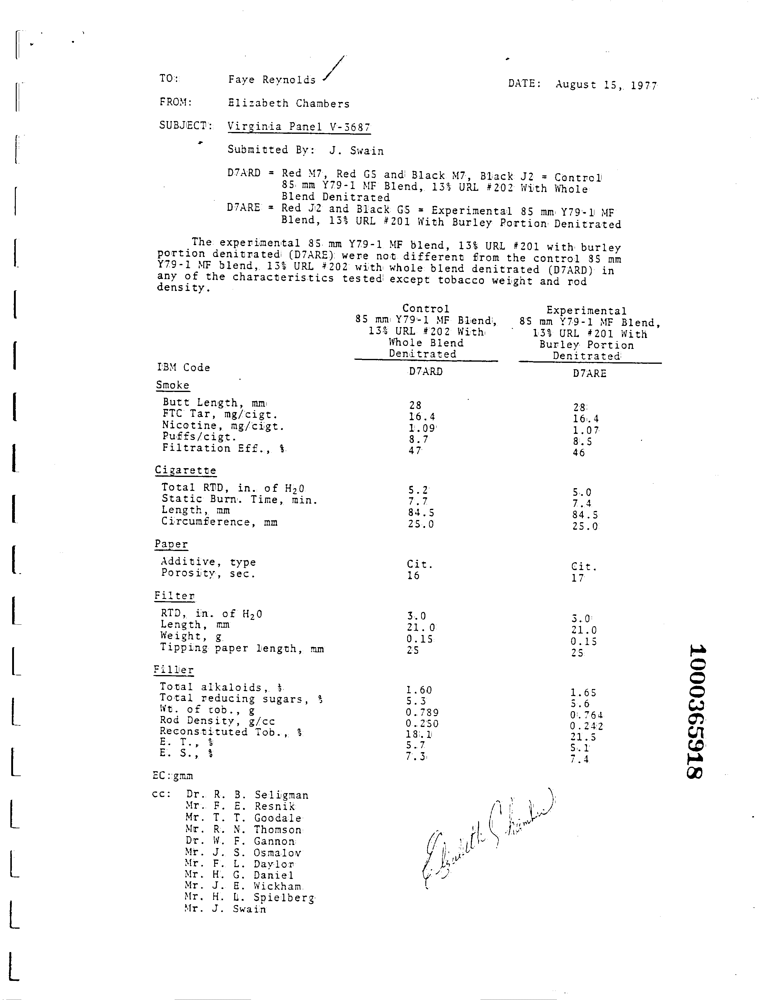 TO: Faye Reynolds
DATE: August 15, 1977
FROM: Elizabeth Chambers
SUBJECT: Virginia Panel V-3687
Submitted By: J. Swain
D7ARD = Red M7, Red G5 and Black M7, Black J2 = Control
85 mm Y79-1 MF Blend, 13% URL #202 With Whole
Blend Denitrated
D7ARE = Red J2 and Black G5 = Experimental 85 mm Y79-1 MF
Blend, 13% URL #201 With Burley Portion Denitrated
The experimental 85 mm Y79-1 MF blend, 13% URL #201 with burley
portion denitrated (D7ARE) were not different from the control 85 mm
Y79-1 MF blend, 13% URL #202 with whole blend denitrated (D7ARD) in
any of the characteristics tested except tobacco weight and rod
density.
Control Experimental
85 mm Y79-1 MF Blend, 85 mm Y79-1 MF Blend,
13% URL #202 With 13% URL #201 With
Whole Blend Burley Portion
Denitrated Denitrated
IBM Code D7ARD D7ARE
Smoke
Butt Length, mm 28 28
FTC Tar, mg/cigt. 16.4 16.4
Nicotine, mg/cigt. 1.09 1.07
Puffs/cigt. 8.7 8.5
Filtration Eff., % 47 46
Cigarette
Total RTD, in. of H2O 5.2 5.0
Static Burn. Time, min. 7.7 7.4
Length, mm 84.5 84.5
Circumference, mm 25.0 25.0
Paper
Additive, type Cit. Cit.
Porosity, sec. 16 17
Filter
RTD, in. of H2O 3.0 3.0
Length, mm 21.0 21.0
Weight, g 0.15 0.15
Tipping paper length, mm 25 25
Filler
Total alkaloids, % 1.60 1.65
Total reducing sugars, % 5.3 5.6
Wt. of tob., g 0.789 0.764
Rod Density, g/cc 0.250 0.242
Reconstituted Tob., % 18.1 21.5
E. T., % 5.7 5.1
E. S., % 7.3 7.4
EC:gmm
cc: Dr. R. B. Seligman
Mr. F. E. Resnik
Mr. T. T. Goodale
Mr. R. N. Thomson
Dr. W. F. Gannon
Mr. J. S. Osmalov
Mr. F. L. Daylor
Mr. H. G. Daniel
Mr. J. E. Wickham
Mr. H. L. Spielberg
Mr. J. Swain
Elizabeth Chambers
1000365918